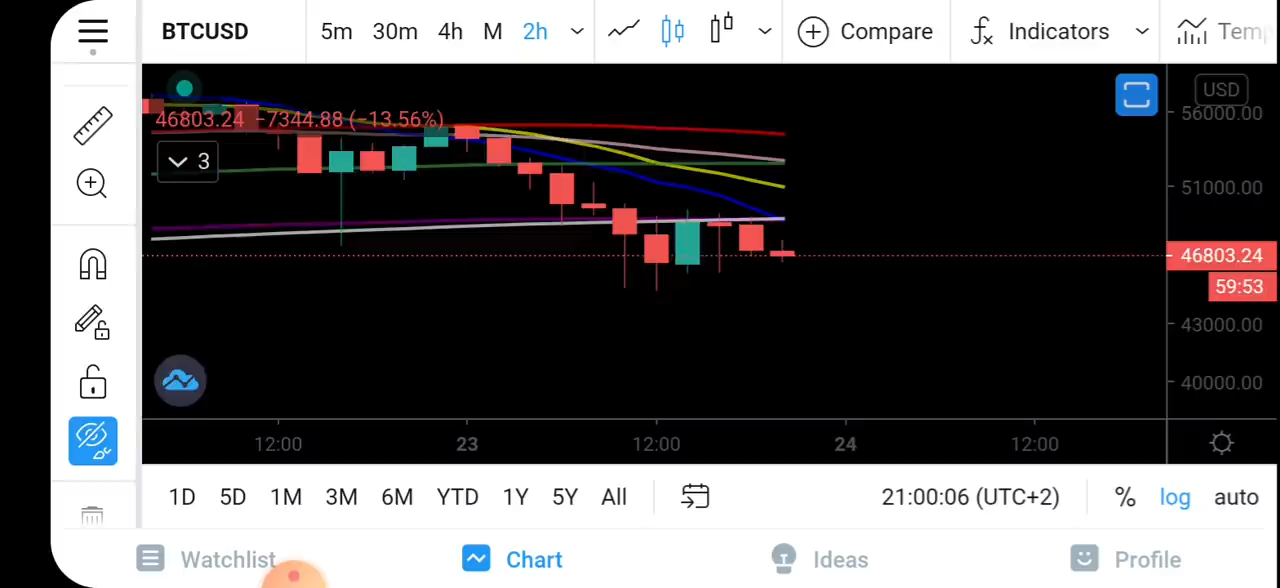 BTCUSD 5m 30m 4h M 2h Compare Indicators
USD
56000.00
46803.24 −7344.88 (−13.56%)
3
51000.00
46803.24
59:53
43000.00
40000.00
12:00 23 12:00 24 12:00
1D 5D 1M 3M 6M YTD 1Y 5Y All 21:00:06 (UTC+2) % log auto
Watchlist Chart Ideas Profile